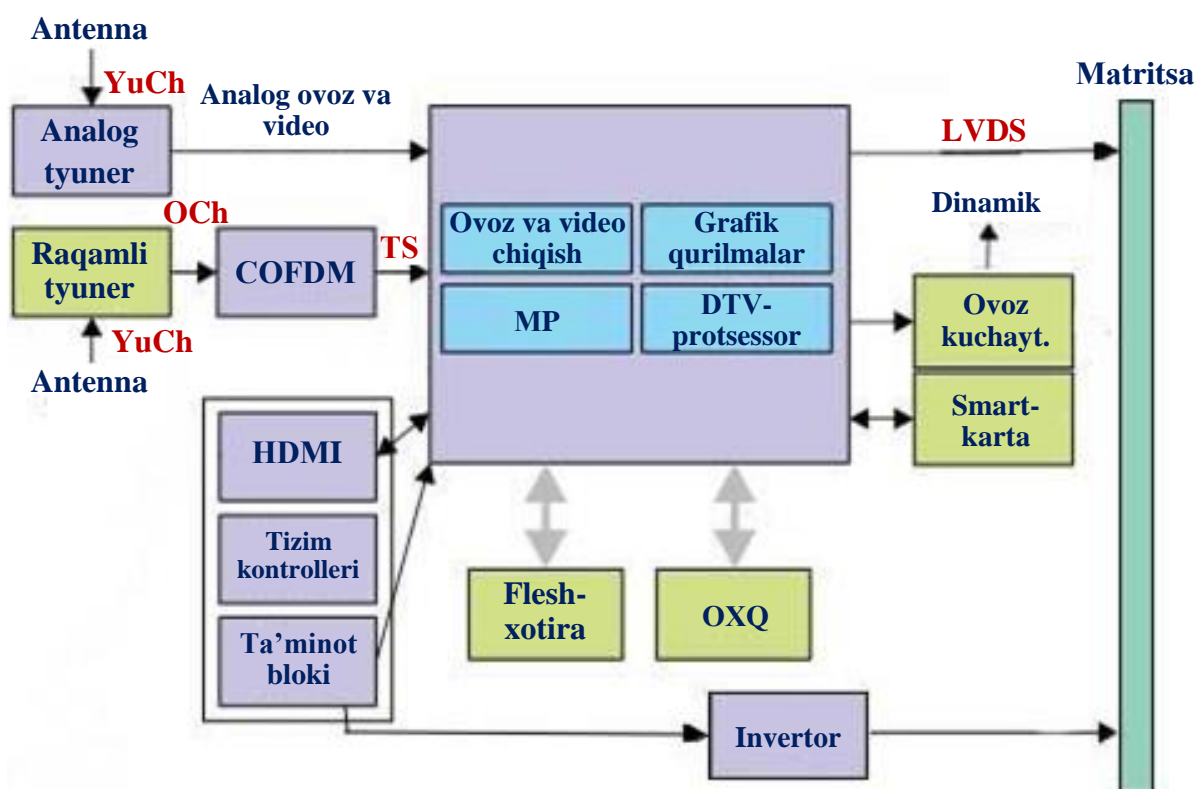 Antenna
YuCh
Analog
tyuner
Analog ovoz va
video
LVDS
Matritsa
OCh
Raqamli
tyuner
COFDM
TS
YuCh
Antenna
Ovoz va video
chiqish
Grafik
qurilmalar
MP
DTV-
protsessor
Dinamik
Ovoz
kuchayt.
Smart-
karta
HDMI
Tizim
kontrolleri
Ta’minot
bloki
Flesh-
xotira
OXQ
Invertor